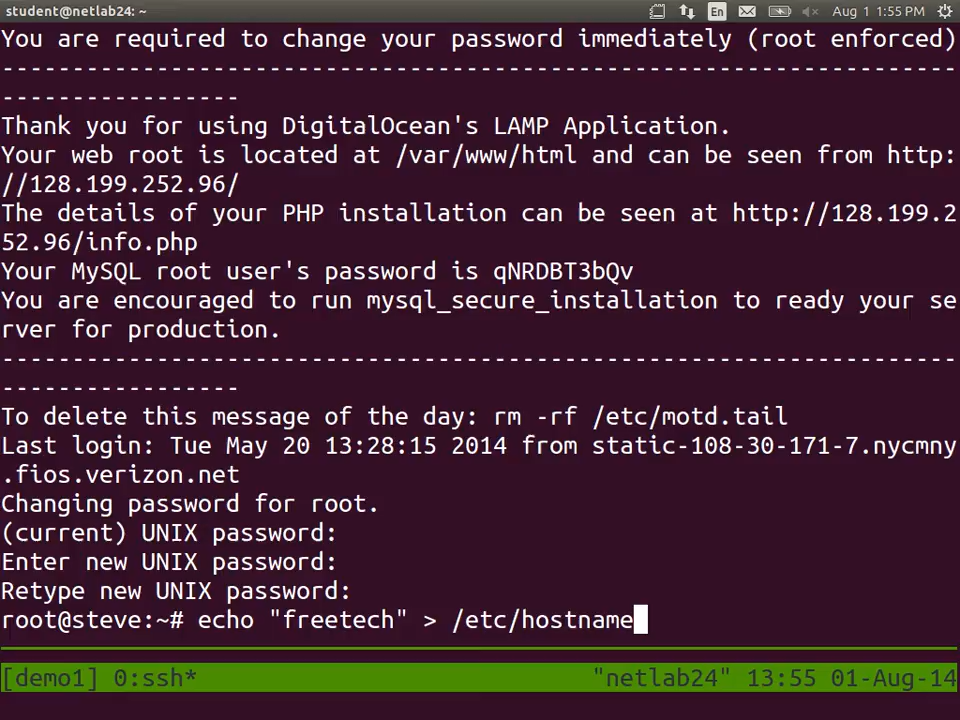 student@netlab24: ~
En
Aug 1 1:55 PM
You are required to change your password immediately (root enforced)
--------------------------------------------------------------------
-----------------
Thank you for using DigitalOcean's LAMP Application.
Your web root is located at /var/www/html and can be seen from http:
//128.199.252.96/
The details of your PHP installation can be seen at http://128.199.2
52.96/info.php
Your MySQL root user's password is qNRDBT3bQv
You are encouraged to run mysql_secure_installation to ready your se
rver for production.
--------------------------------------------------------------------
-----------------
To delete this message of the day: rm -rf /etc/motd.tail
Last login: Tue May 20 13:28:15 2014 from static-108-30-171-7.nycmny
.fios.verizon.net
Changing password for root.
(current) UNIX password:
Enter new UNIX password:
Retype new UNIX password:
root@steve:~# echo "freetech" > /etc/hostname
[demo1] 0:ssh* "netlab24" 13:55 01-Aug-14